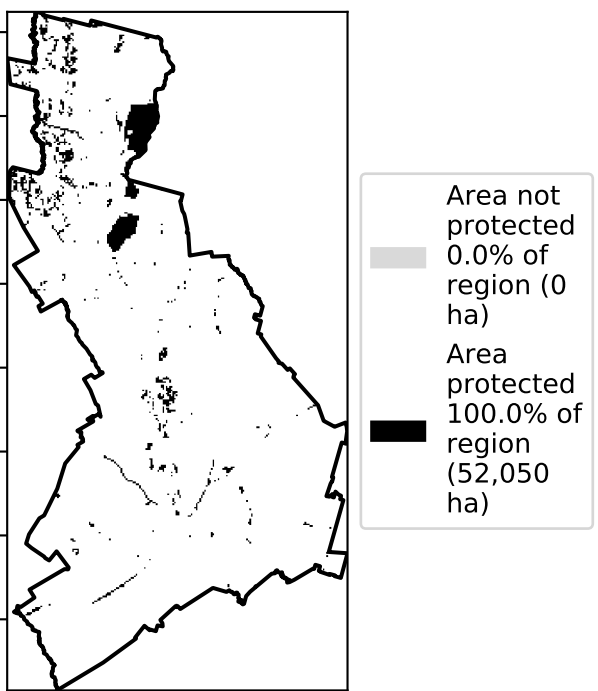 Area not
protected
0.0% of
region (0
ha)
Area
protected
100.0% of
region
(52,050
ha)